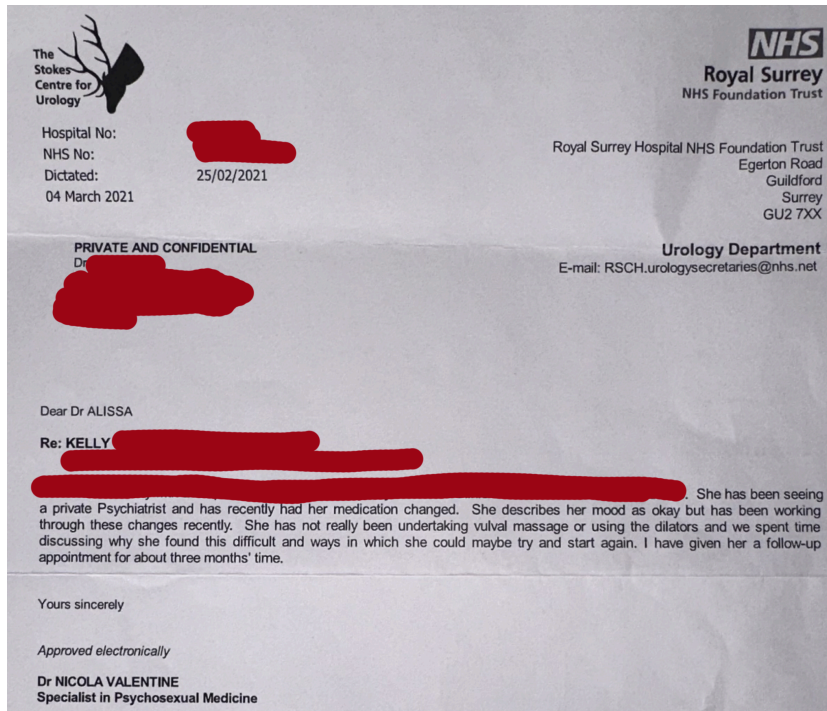 The
Stokes
Centre for
Urology
NHS
Royal Surrey
NHS Foundation Trust
Hospital No:
NHS No:
Dictated: 25/02/2021
04 March 2021
Royal Surrey Hospital NHS Foundation Trust
Egerton Road
Guildford
Surrey
GU2 7XX
PRIVATE AND CONFIDENTIAL
Dr
Urology Department
E-mail: RSCH.urologysecretaries@nhs.net
Dear Dr ALISSA
Re: KELLY
. She has been seeing
a private Psychiatrist and has recently had her medication changed. She describes her mood as okay but has been working
through these changes recently. She has not really been undertaking vulval massage or using the dilators and we spent time
discussing why she found this difficult and ways in which she could maybe try and start again. I have given her a follow-up
appointment for about three months' time.
Yours sincerely
Approved electronically
Dr NICOLA VALENTINE
Specialist in Psychosexual Medicine